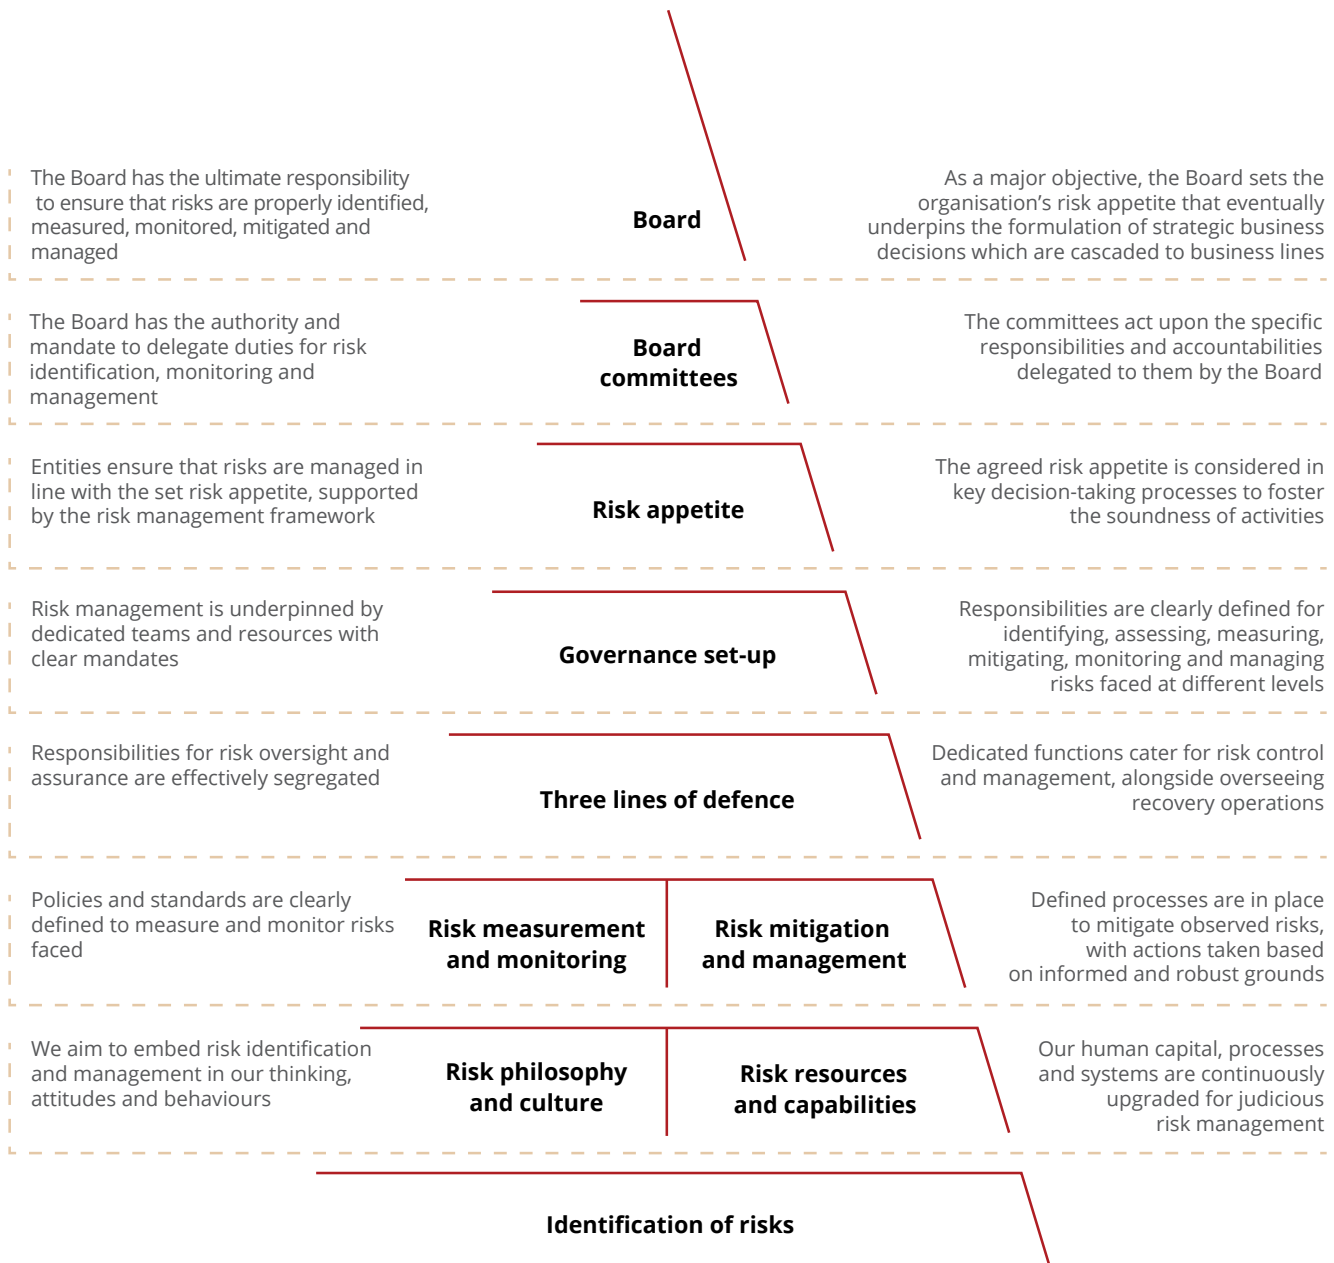 The Board has the ultimate responsibility
to ensure that risks are properly identified,
measured, monitored, mitigated and
managed
Board
As a major objective, the Board sets the
organisation's risk appetite that eventually
underpins the formulation of strategic business
decisions which are cascaded to business lines
The Board has the authority and
mandate to delegate duties for risk
identification, monitoring and
management
Board
committees
The committees act upon the specific
responsibilities and accountabilities
delegated to them by the Board
Entities ensure that risks are managed in
line with the set risk appetite, supported
by the risk management framework
Risk appetite
The agreed risk appetite is considered in
key decision-taking processes to foster
the soundness of activities
Risk management is underpinned by
dedicated teams and resources with
clear mandates
Governance set-up
Responsibilities are clearly defined for
identifying, assessing, measuring,
mitigating, monitoring and managing
risks faced at different levels
Responsibilities for risk oversight and
assurance are effectively segregated
Three lines of defence
Dedicated functions cater for risk control
and management, alongside overseeing
recovery operations
Policies and standards are clearly
defined to measure and monitor risks
faced
Risk measurement
and monitoring
Risk mitigation
and management
Defined processes are in place
to mitigate observed risks,
with actions taken based
on informed and robust grounds
We aim to embed risk identification
and management in our thinking,
attitudes and behaviours
Risk philosophy
and culture
Risk resources
and capabilities
Our human capital, processes
and systems are continuously
upgraded for judicious
risk management
Identification of risks